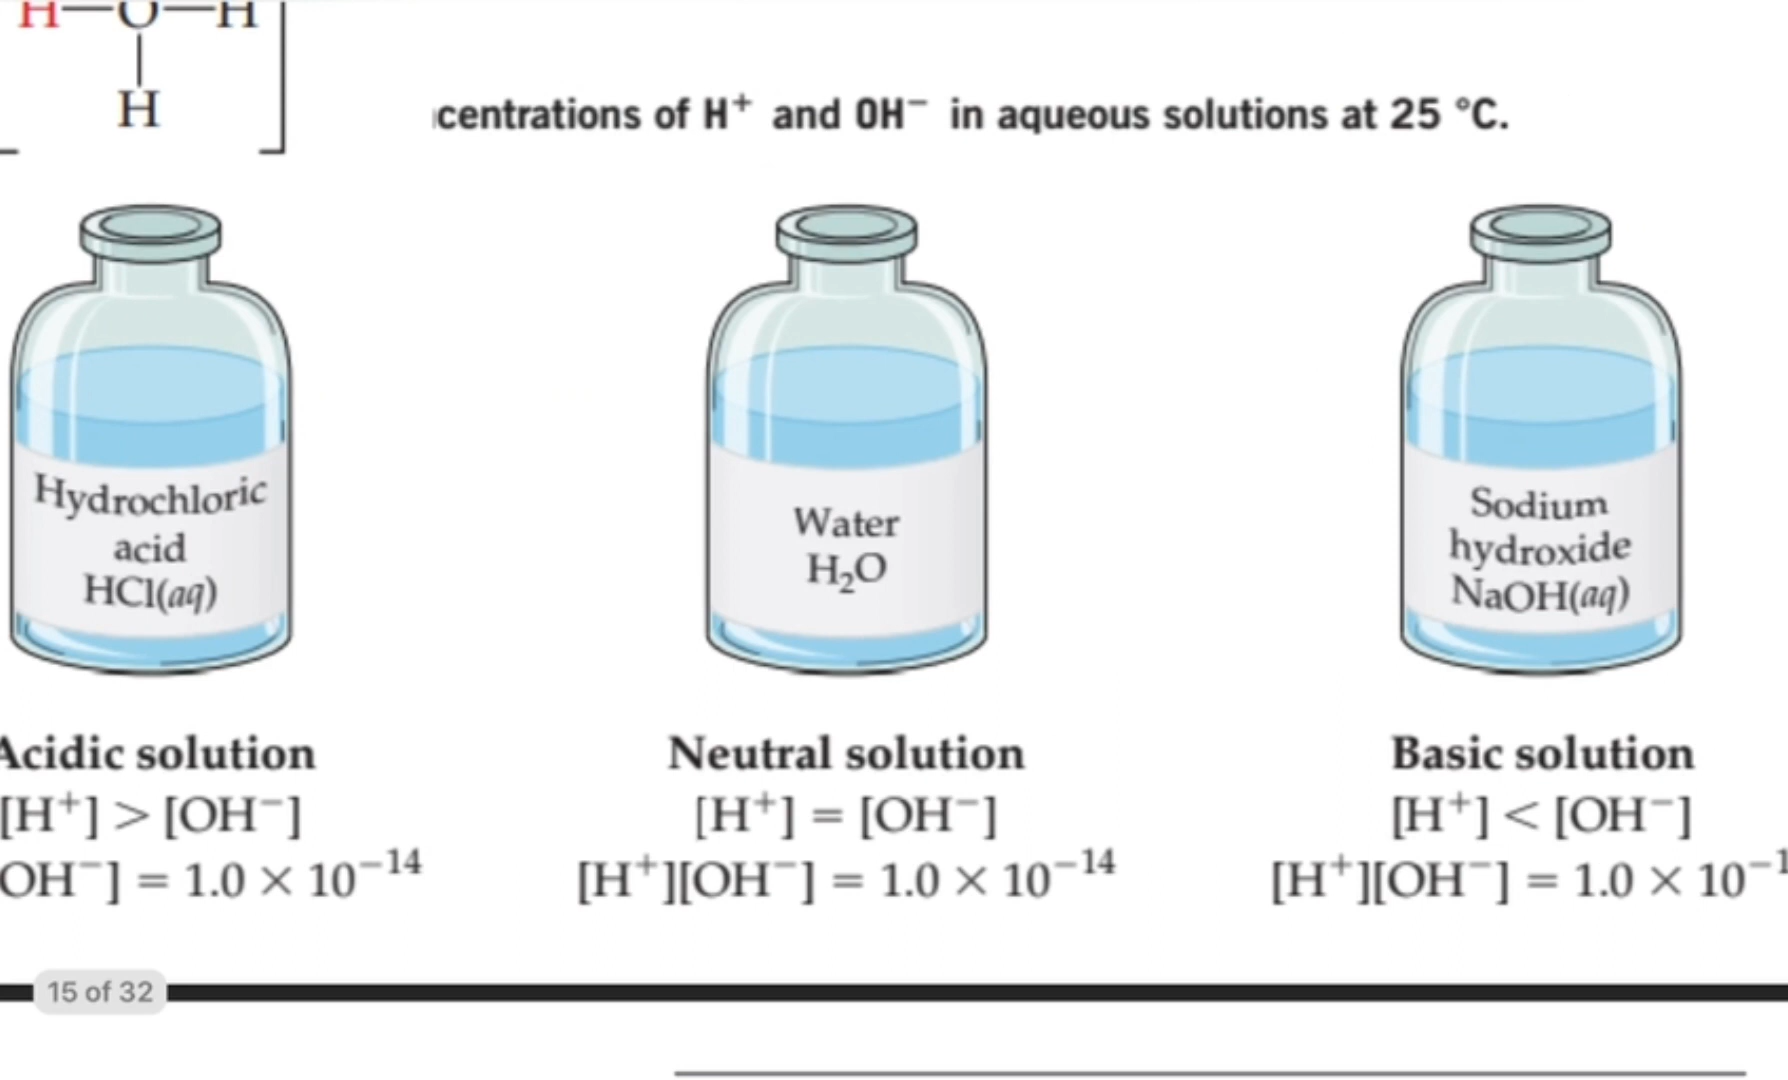 H—O—H
H
centrations of H⁺ and OH⁻ in aqueous solutions at 25 °C.
Hydrochloric
acid
HCl(aq)
Water
H₂O
Sodium
hydroxide
NaOH(aq)
Acidic solution
[H⁺] > [OH⁻]
OH⁻] = 1.0 × 10⁻¹⁴
Neutral solution
[H⁺] = [OH⁻]
[H⁺][OH⁻] = 1.0 × 10⁻¹⁴
Basic solution
[H⁺] < [OH⁻]
[H⁺][OH⁻] = 1.0 × 10⁻¹
15 of 32